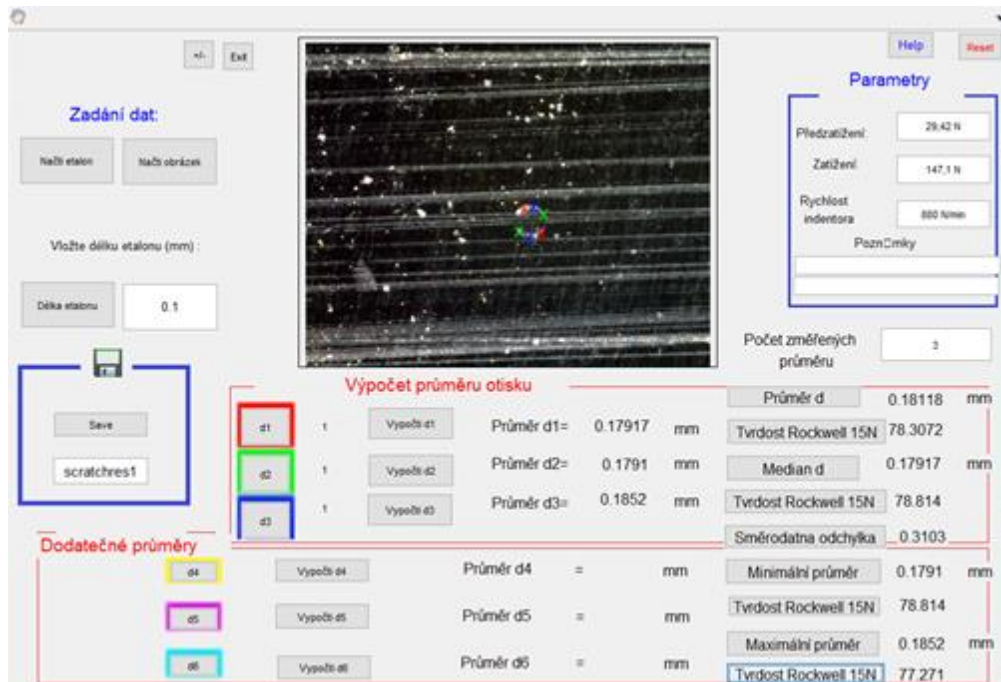 +/-
Exit
Help
Reset
Zadání dat:
Načti etalon
Načti obrázek
Vložte délku etalonu (mm) :
Délka etalonu
0.1
Save
scratchres1
Parametry
Předzatížení
29,42 N
Zatížení
147,1 N
Rychlost indentora
880 N/min
Pozn□mky
Počet změřených průměru
3
Výpočet průměru otisku
d1
1
Vypočti d1
Průměr d1= 0.17917 mm
d2
1
Vypočti d2
Průměr d2= 0.1791 mm
d3
1
Vypočti d3
Průměr d3= 0.1852 mm
Průměr d 0.18118 mm
Tvrdost Rockwell 15N 78.3072
Median d 0.17917 mm
Tvrdost Rockwell 15N 78.814
Směrodatna odchylka 0.3103
Dodatečné průměry
d4
Vypočti d4
Průměr d4 = mm
d5
Vypočti d5
Průměr d5 = mm
d6
Vypočti d6
Průměr d6 = mm
Minimální průměr 0.1791 mm
Tvrdost Rockwell 15N 78.814
Maximální průměr 0.1852 mm
Tvrdost Rockwell 15N 77.271